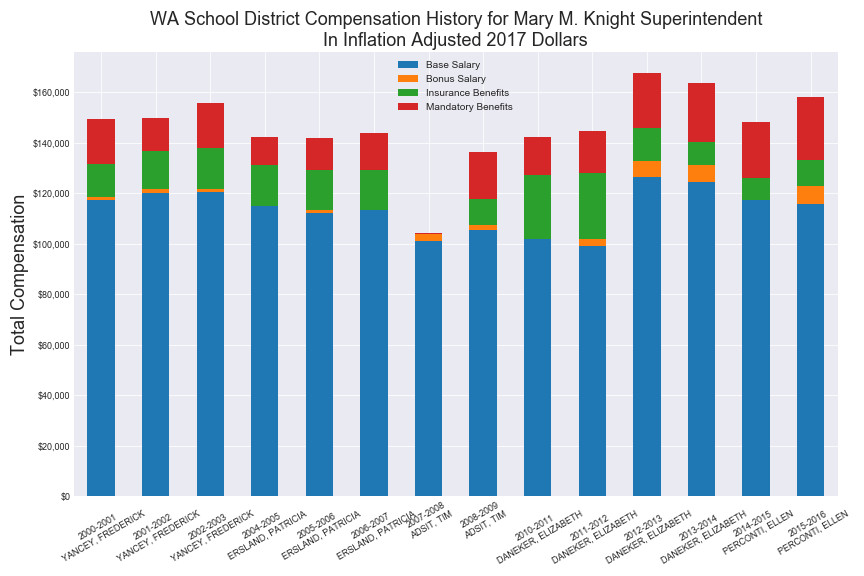 WA School District Compensation History for Mary M. Knight Superintendent
In Inflation Adjusted 2017 Dollars
Base Salary
Bonus Salary
Insurance Benefits
Mandatory Benefits
Total Compensation
$160,000
$140,000
$120,000
$100,000
$80,000
$60,000
$40,000
$20,000
$0
2000-2001
YANCEY, FREDERICK
2001-2002
YANCEY, FREDERICK
2002-2003
YANCEY, FREDERICK
2004-2005
ERSLAND, PATRICIA
2005-2006
ERSLAND, PATRICIA
2006-2007
ERSLAND, PATRICIA
2007-2008
ADSIT, TIM
2008-2009
ADSIT, TIM
2010-2011
DANEKER, ELIZABETH
2011-2012
DANEKER, ELIZABETH
2012-2013
DANEKER, ELIZABETH
2013-2014
DANEKER, ELIZABETH
2014-2015
PERCONTI, ELLEN
2015-2016
PERCONTI, ELLEN